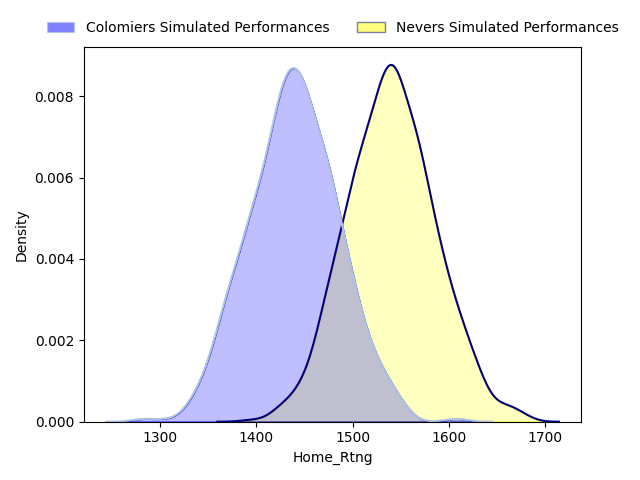 Colomiers Simulated Performances
Nevers Simulated Performances
0.008
0.006
0.004
0.002
0.000
Density
1300
1400
1500
1600
1700
Home_Rtng